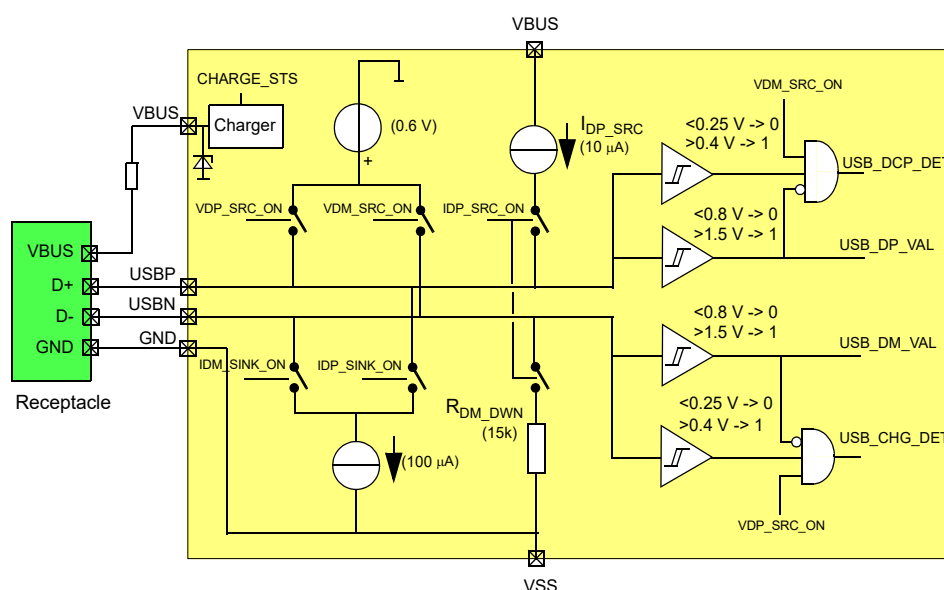 VBUS
CHARGE_STS
VBUS
Charger
(0.6 V)
+
IDP_SRC
(10 µA)
VDM_SRC_ON
<0.25 V -> 0
>0.4 V -> 1
USB_DCP_DET
VDP_SRC_ON
VDM_SRC_ON
IDP_SRC_ON
<0.8 V -> 0
>1.5 V -> 1
USB_DP_VAL
VBUS
D+
D-
GND
Receptacle
USBP
USBN
GND
<0.8 V -> 0
>1.5 V -> 1
USB_DM_VAL
IDM_SINK_ON
IDP_SINK_ON
RDM_DWN
(15k)
(100 µA)
<0.25 V -> 0
>0.4 V -> 1
USB_CHG_DET
VDP_SRC_ON
VSS